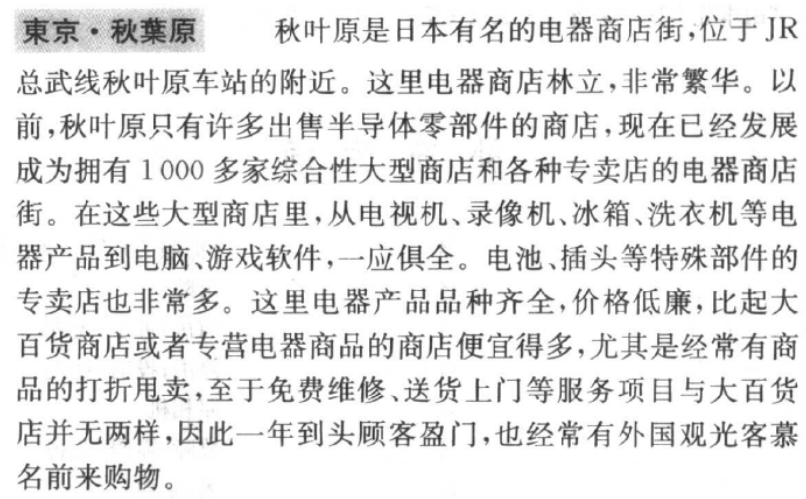 東京·秋葉原 秋叶原是日本有名的电器商店街,位于JR
总武线秋叶原车站的附近。这里电器商店林立,非常繁华。以
前,秋叶原只有许多出售半导体零部件的商店,现在已经发展
成为拥有1000多家综合性大型商店和各种专卖店的电器商店
街。在这些大型商店里,从电视机、录像机、冰箱、洗衣机等电
器产品到电脑、游戏软件,一应俱全。电池、插头等特殊部件的
专卖店也非常多。这里电器产品品种齐全,价格低廉,比起大
百货商店或者专营电器商品的商店便宜得多,尤其是经常有商
品的打折甩卖,至于免费维修、送货上门等服务项目与大百货
店并无两样,因此一年到头顾客盈门,也经常有外国观光客慕
名前来购物。